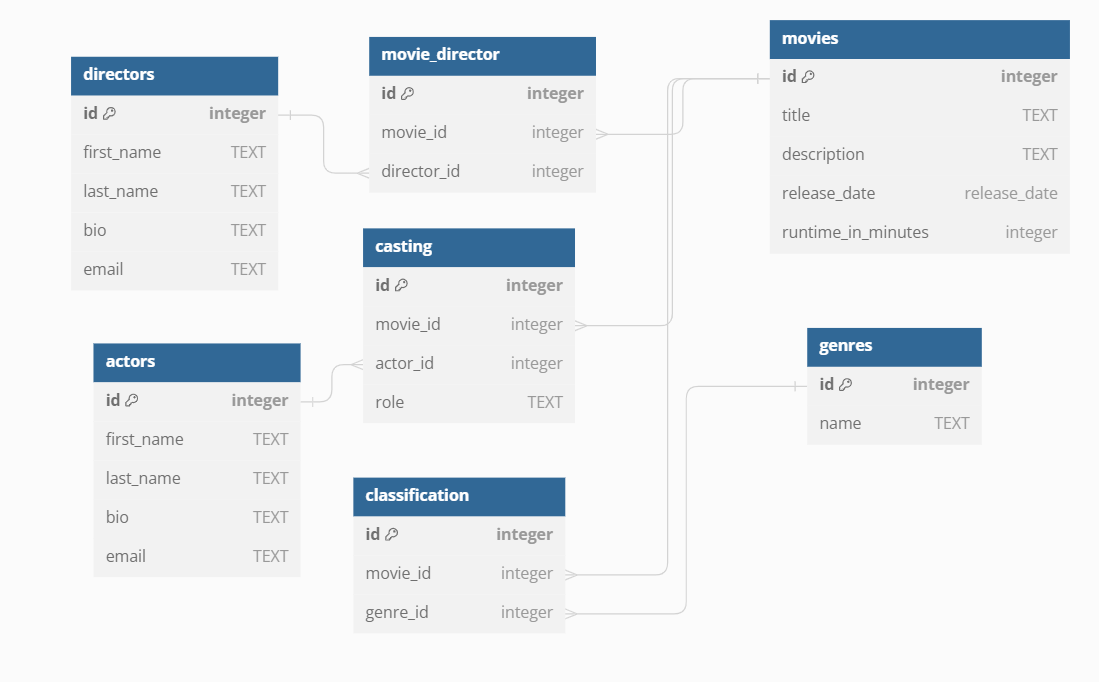 directors
id integer
first_name TEXT
last_name TEXT
bio TEXT
email TEXT
movie_director
id integer
movie_id integer
director_id integer
movies
id integer
title TEXT
description TEXT
release_date release_date
runtime_in_minutes integer
casting
id integer
movie_id integer
actor_id integer
role TEXT
actors
id integer
first_name TEXT
last_name TEXT
bio TEXT
email TEXT
genres
id integer
name TEXT
classification
id integer
movie_id integer
genre_id integer